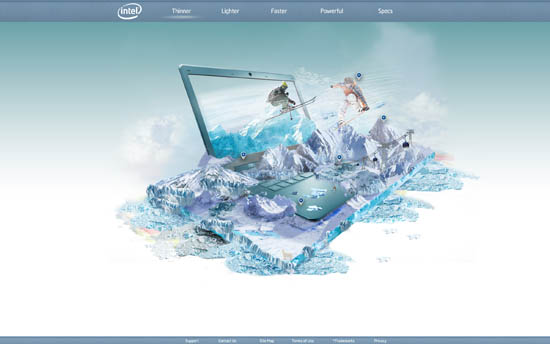 intel Thinner Lighter Faster Powerful Specs
Support Contact Us Site Map Terms of Use *Trademarks Privacy